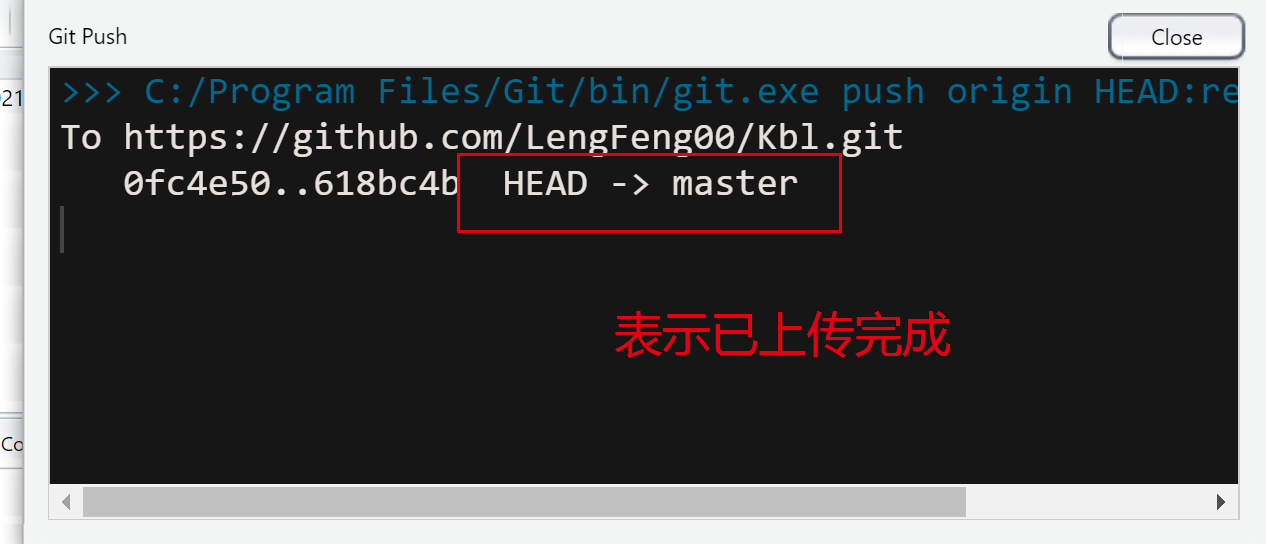 Git Push
Close
21
>>> C:/Program Files/Git/bin/git.exe push origin HEAD:re
To https://github.com/LengFeng00/Kbl.git
0fc4e50..618bc4b HEAD -> master
表示已上传完成
Co